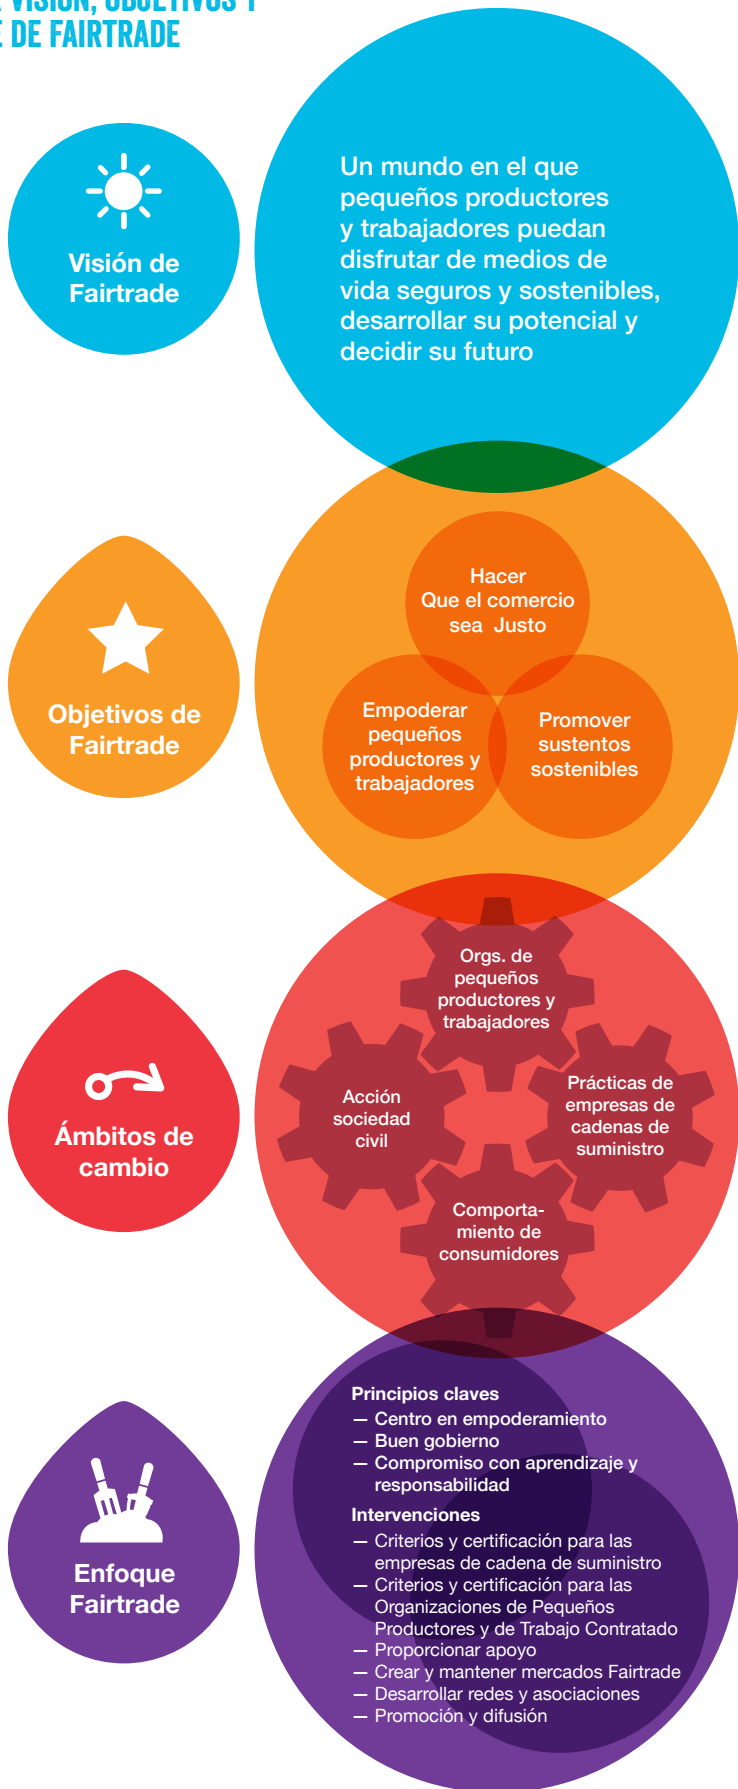 VISIÓN, OBJETIVOS Y
DE FAIRTRADE
Visión de
Fairtrade
Un mundo en el que
pequeños productores
y trabajadores puedan
disfrutar de medios de
vida seguros y sostenibles,
desarrollar su potencial y
decidir su futuro
Objetivos de
Fairtrade
Hacer
Que el comercio
sea Justo
Empoderar
pequeños
productores y
trabajadores
Promover
sustentos
sostenibles
Ámbitos de
cambio
Orgs. de
pequeños
productores y
trabajadores
Acción
sociedad
civil
Prácticas de
empresas de
cadenas de
suministro
Comporta-
miento de
consumidores
Enfoque
Fairtrade
Principios claves
— Centro en empoderamiento
— Buen gobierno
— Compromiso con aprendizaje y
responsabilidad
Intervenciones
— Criterios y certificación para las
empresas de cadena de suministro
— Criterios y certificación para las
Organizaciones de Pequeños
Productores y de Trabajo Contratado
— Proporcionar apoyo
— Crear y mantener mercados Fairtrade
— Desarrollar redes y asociaciones
— Promoción y difusión